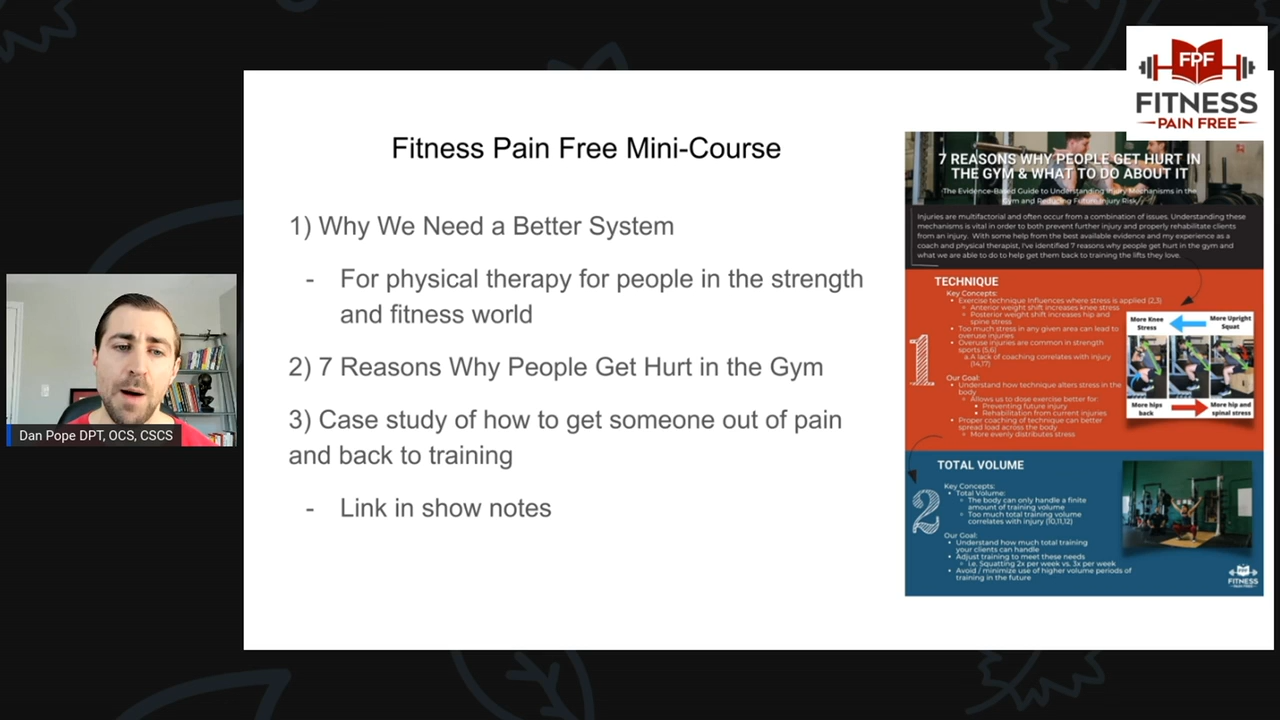 FPF
FITNESS
PAIN FREE
Fitness Pain Free Mini-Course
1) Why We Need a Better System
- For physical therapy for people in the strength
and fitness world
2) 7 Reasons Why People Get Hurt in the Gym
3) Case study of how to get someone out of pain
and back to training
- Link in show notes
Dan Pope DPT, OCS, CSCS
7 REASONS WHY PEOPLE GET HURT IN
THE GYM & WHAT TO DO ABOUT IT
The Evidence-Based Guide to Understanding Injury Mechanisms in the
Gym and Reducing Future Injury Risk
Injuries are multifactorial and often occur from a combination of issues. Understanding these
mechanisms is vital in order to both prevent further injury and properly rehabilitate clients
from an injury. With some help from the best available evidence and my experience as a
coach and physical therapist, I've identified 7 reasons why people get hurt in the gym and
what we are able to do to help get them back to training the lifts they love.
1
TECHNIQUE
Key Concepts:
• Exercise technique Influences where stress is applied (2,3)
◦ Anterior weight shift increases knee stress
◦ Posterior weight shift increases hip and
spine stress
• Too much stress in any given area can lead to
overuse injuries
• Overuse injuries are common in strength
sports (5,6)
a. A lack of coaching correlates with injury
(14,17)
Our Goal:
• Understand how technique alters stress in the
body
◦ Allows us to dose exercise better for:
▪ Preventing future injury
▪ Rehabilitation from current injuries
• Proper coaching of technique can better
spread load across the body
◦ More evenly distributes stress
More Knee
Stress
More Upright
Squat
More hips
back
More hip and
spinal stress
2
TOTAL VOLUME
Key Concepts:
• Total Volume:
◦ The body can only handle a finite
amount of training volume
◦ Too much total training volume
correlates with injury (10,11,12)
Our Goal:
• Understand how much total training
your clients can handle
• Adjust training to meet these needs
◦ i.e. Squatting 2x per week vs. 3x per week
• Avoid / minimize use of higher volume periods of
training in the future
FITNESS
PAIN FREE